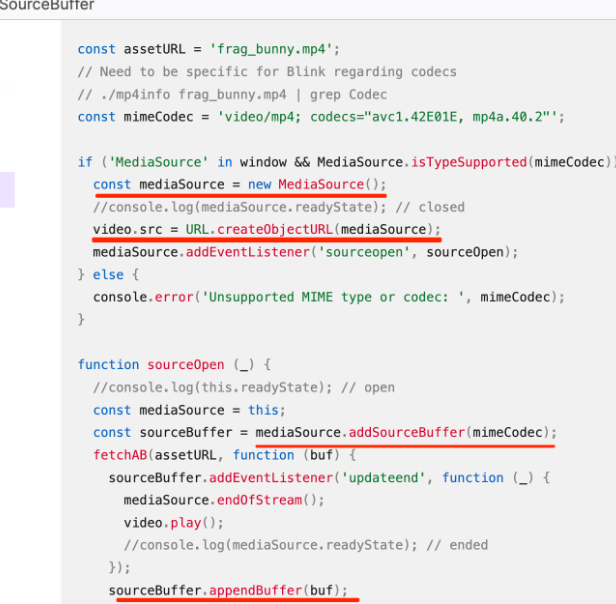 SourceBuffer
const assetURL = 'frag_bunny.mp4';
// Need to be specific for Blink regarding codecs
// ./mp4info frag_bunny.mp4 | grep Codec
const mimeCodec = 'video/mp4; codecs="avc1.42E01E, mp4a.40.2"';
if ('MediaSource' in window && MediaSource.isTypeSupported(mimeCodec))
const mediaSource = new MediaSource();
//console.log(mediaSource.readyState); // closed
video.src = URL.createObjectURL(mediaSource);
mediaSource.addEventListener('sourceopen', sourceOpen);
} else {
console.error('Unsupported MIME type or codec: ', mimeCodec);
}
function sourceOpen (_) {
//console.log(this.readyState); // open
const mediaSource = this;
const sourceBuffer = mediaSource.addSourceBuffer(mimeCodec);
fetchAB(assetURL, function (buf) {
sourceBuffer.addEventListener('updateend', function (_) {
mediaSource.endOfStream();
video.play();
//console.log(mediaSource.readyState); // ended
});
sourceBuffer.appendBuffer(buf);